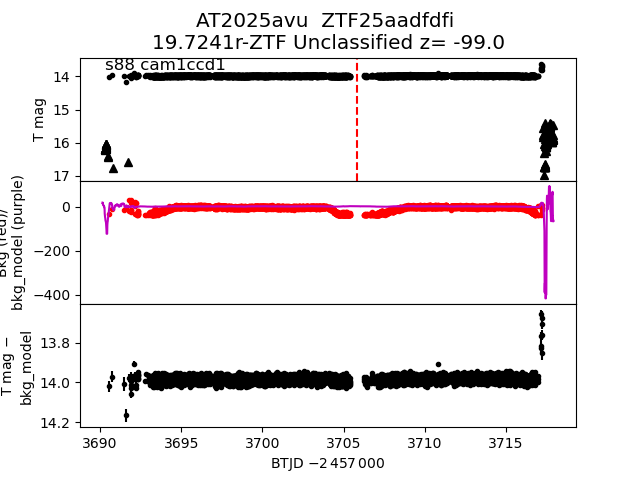 AT2025avu  ZTF25aadfdfi
19.7241r-ZTF Unclassified z= -99.0
s88 cam1ccd1
T mag
14
15
16
17
Bkg (red)/
bkg_model (purple)
0
−200
−400
T mag −
bkg_model
13.8
14.0
14.2
3690
3695
3700
3705
3710
3715
BTJD −2 457 000